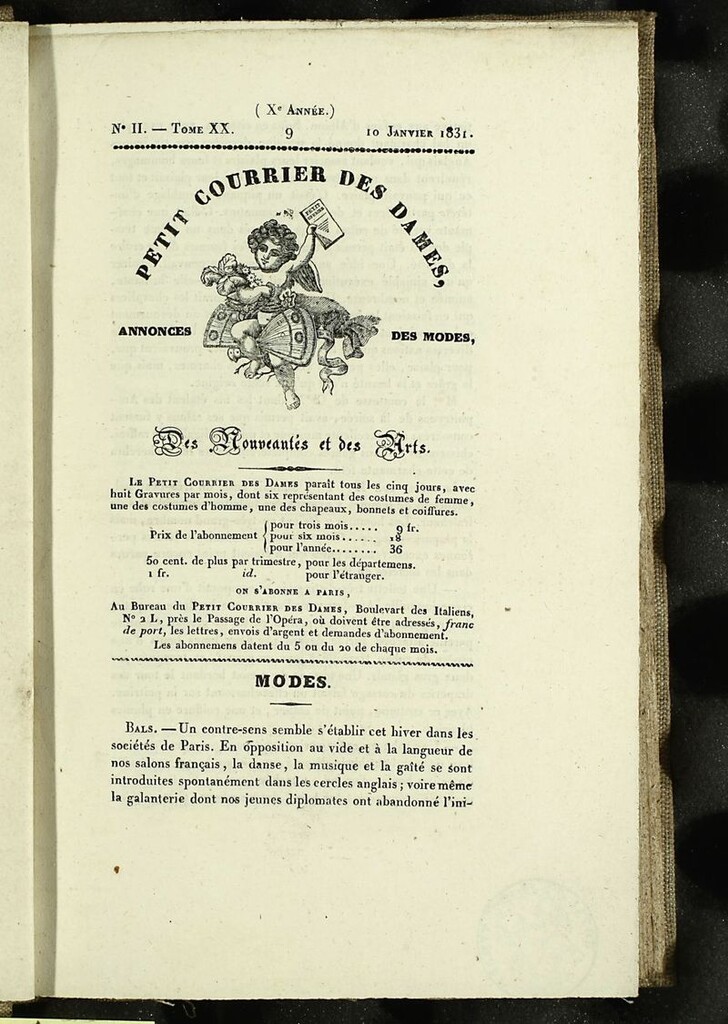 ( Xe Année.)
N° II. — Tome XX. 9 10 Janvier 1831.
PETIT COURRIER DES DAMES,
ANNONCES DES MODES,
Des Nouveautés et des Arts.
Le Petit Courrier des Dames paraît tous les cinq jours, avec
huit Gravures par mois, dont six représentant des costumes de femme,
une des costumes d'homme, une des chapeaux, bonnets et coiffures.
Prix de l'abonnement { pour trois mois..... 9 fr.
pour six mois...... 18
pour l'année........ 36
50 cent. de plus par trimestre, pour les départemens.
1 fr. id. pour l'étranger.
ON S'ABONNE A PARIS,
Au Bureau du Petit Courrier des Dames, Boulevart des Italiens,
N° 2 L, près le Passage de l'Opéra, où doivent être adressés, franc
de port, les lettres, envois d'argent et demandes d'abonnement.
Les abonnemens datent du 5 ou du 20 de chaque mois.
MODES.
Bals. — Un contre-sens semble s'établir cet hiver dans les
sociétés de Paris. En opposition au vide et à la langueur de
nos salons français, la danse, la musique et la gaîté se sont
introduites spontanément dans les cercles anglais ; voire même
la galanterie dont nos jeunes diplomates ont abandonné l'ini-